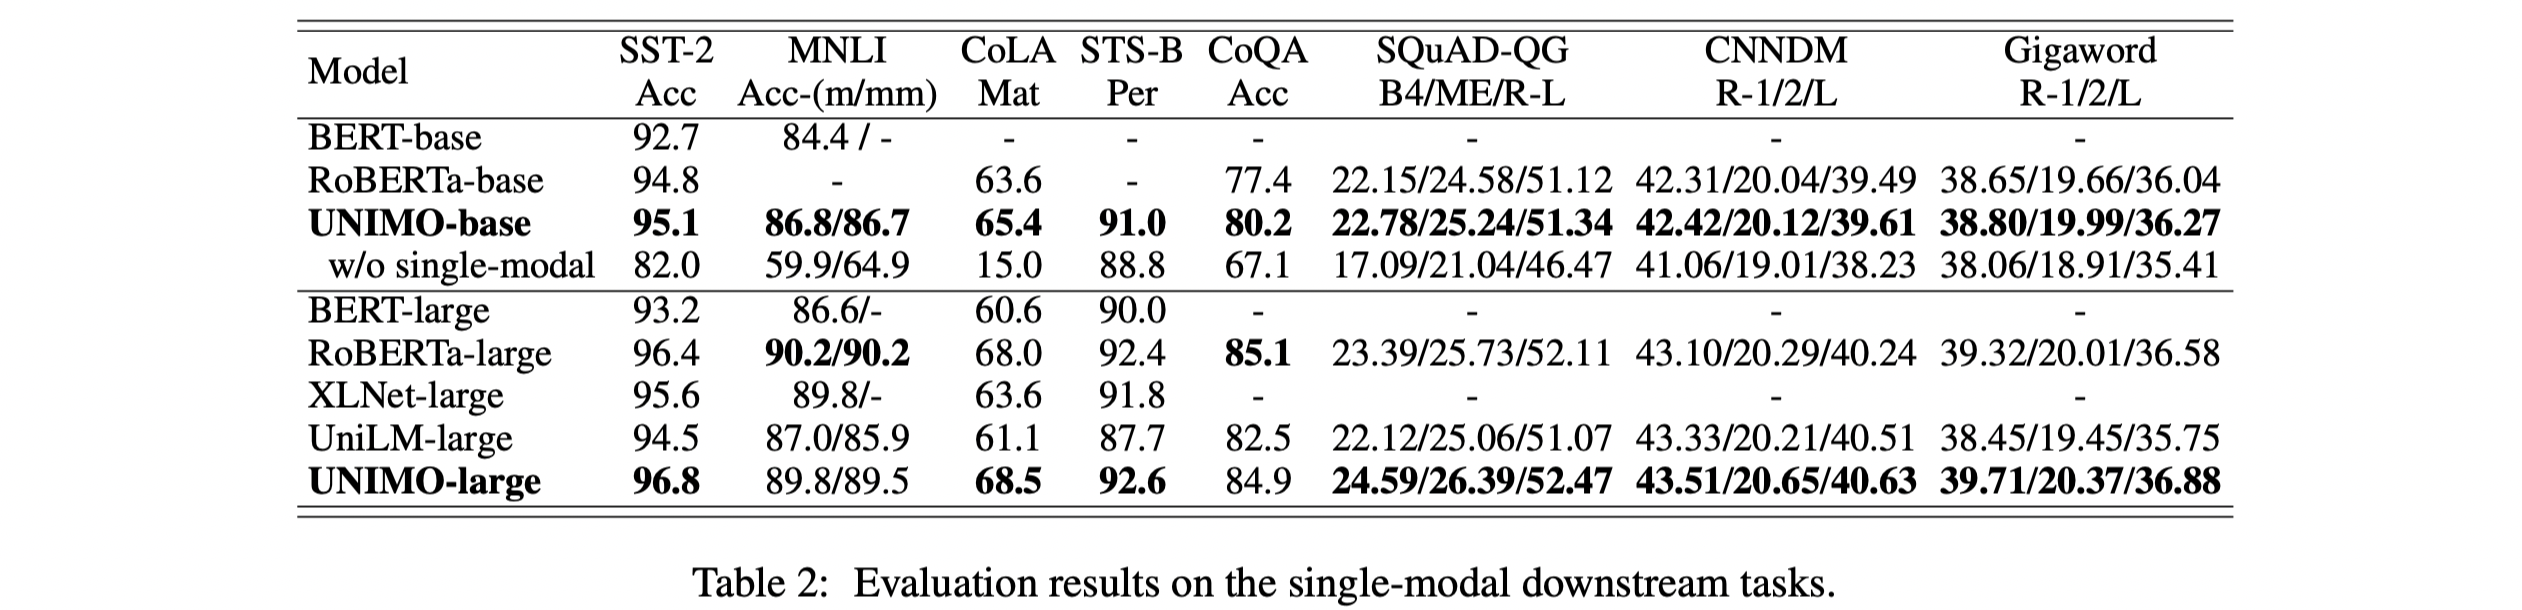 Model SST-2 MNLI CoLA STS-B CoQA SQuAD-QG CNNDM Gigaword
Acc Acc-(m/mm) Mat Per Acc B4/ME/R-L R-1/2/L R-1/2/L
BERT-base 92.7 84.4 / - - - - - - -
RoBERTa-base 94.8 - 63.6 - 77.4 22.15/24.58/51.12 42.31/20.04/39.49 38.65/19.66/36.04
UNIMO-base 95.1 86.8/86.7 65.4 91.0 80.2 22.78/25.24/51.34 42.42/20.12/39.61 38.80/19.99/36.27
w/o single-modal 82.0 59.9/64.9 15.0 88.8 67.1 17.09/21.04/46.47 41.06/19.01/38.23 38.06/18.91/35.41
BERT-large 93.2 86.6/- 60.6 90.0 - - - -
RoBERTa-large 96.4 90.2/90.2 68.0 92.4 85.1 23.39/25.73/52.11 43.10/20.29/40.24 39.32/20.01/36.58
XLNet-large 95.6 89.8/- 63.6 91.8 - - - -
UniLM-large 94.5 87.0/85.9 61.1 87.7 82.5 22.12/25.06/51.07 43.33/20.21/40.51 38.45/19.45/35.75
UNIMO-large 96.8 89.8/89.5 68.5 92.6 84.9 24.59/26.39/52.47 43.51/20.65/40.63 39.71/20.37/36.88
Table 2: Evaluation results on the single-modal downstream tasks.